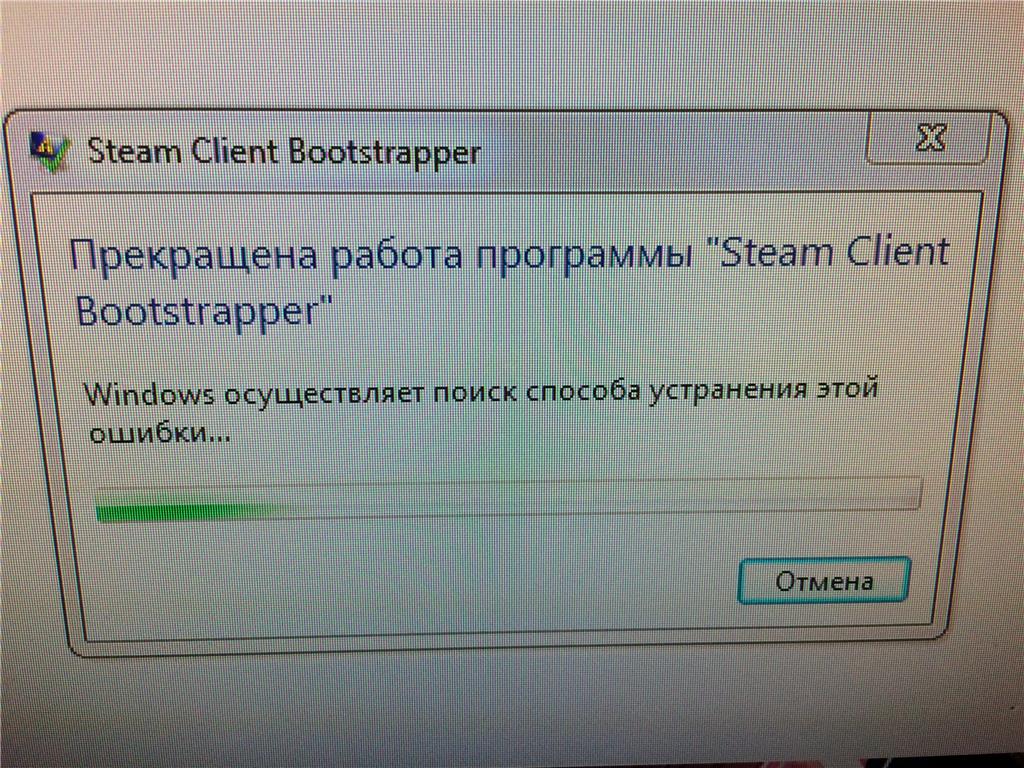 Steam Client Bootstrapper
Прекращена работа программы "Steam Client
Bootstrapper"
Windows осуществляет поиск способа устранения этой
ошибки...
Отмена